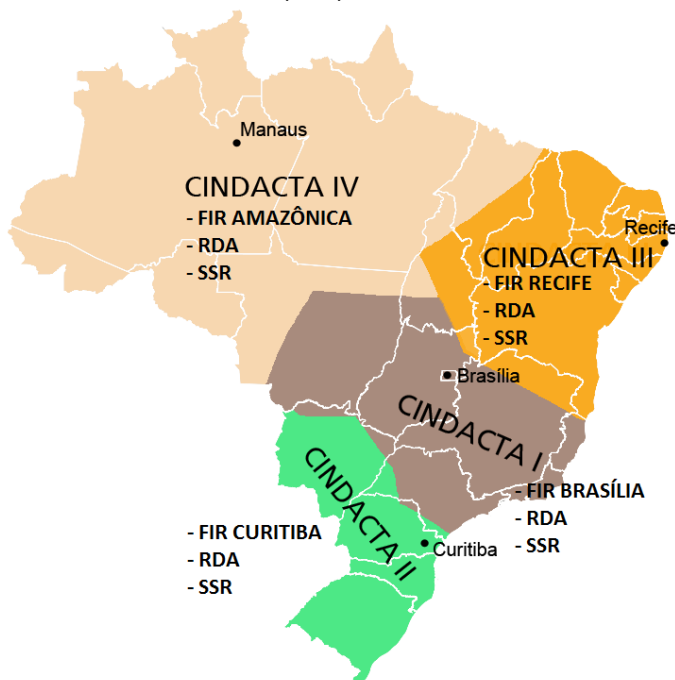 Manaus
CINDACTA IV
- FIR AMAZÔNICA
- RDA
- SSR
Recife
CINDACTA III
- FIR RECIFE
- RDA
- SSR
Brasília
CINDACTA I
- FIR BRASÍLIA
- RDA
- SSR
CINDACTA II
- FIR CURITIBA
- RDA
- SSR
Curitiba